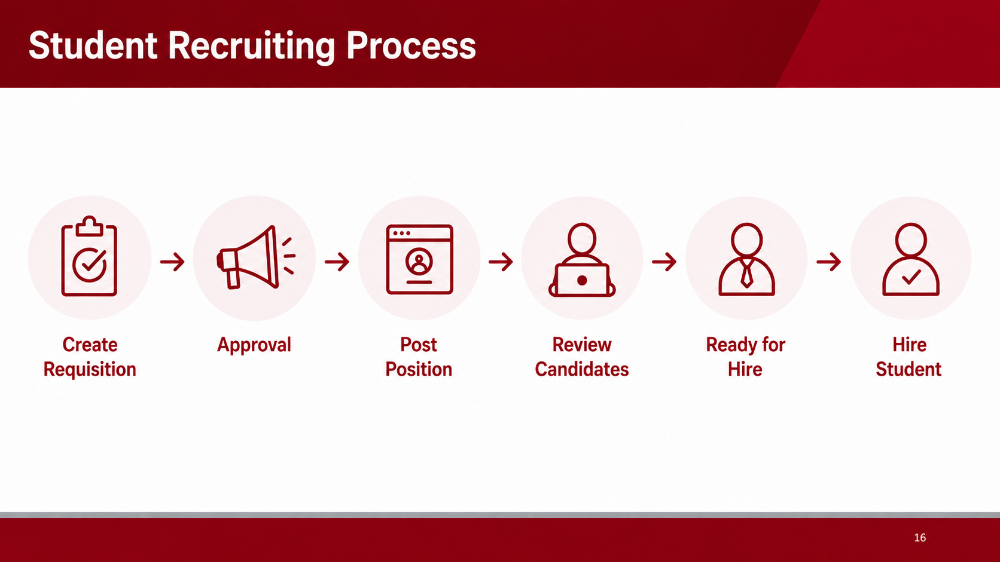 Student Recruiting Process
Create
Requisition
Approval
Post
Position
Review
Candidates
Ready for
Hire
Hire
Student
16